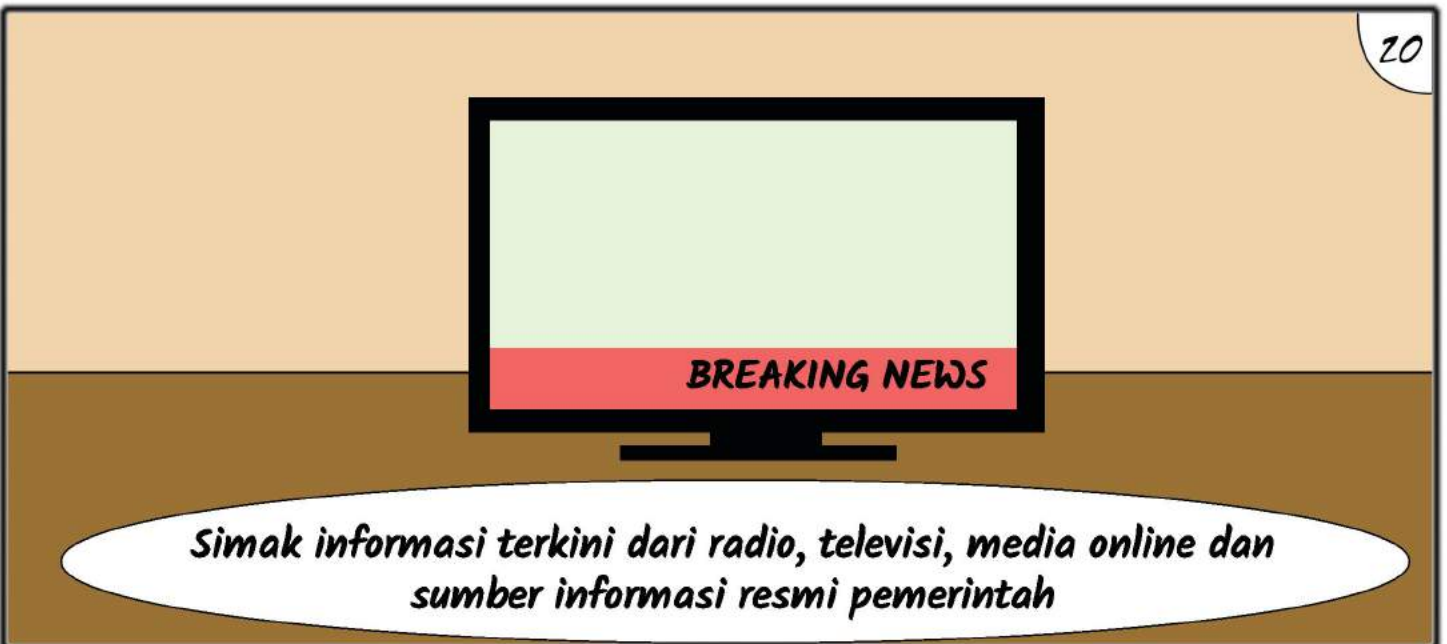 20
BREAKING NEWS
Simak informasi terkini dari radio, televisi, media online dan
sumber informasi resmi pemerintah